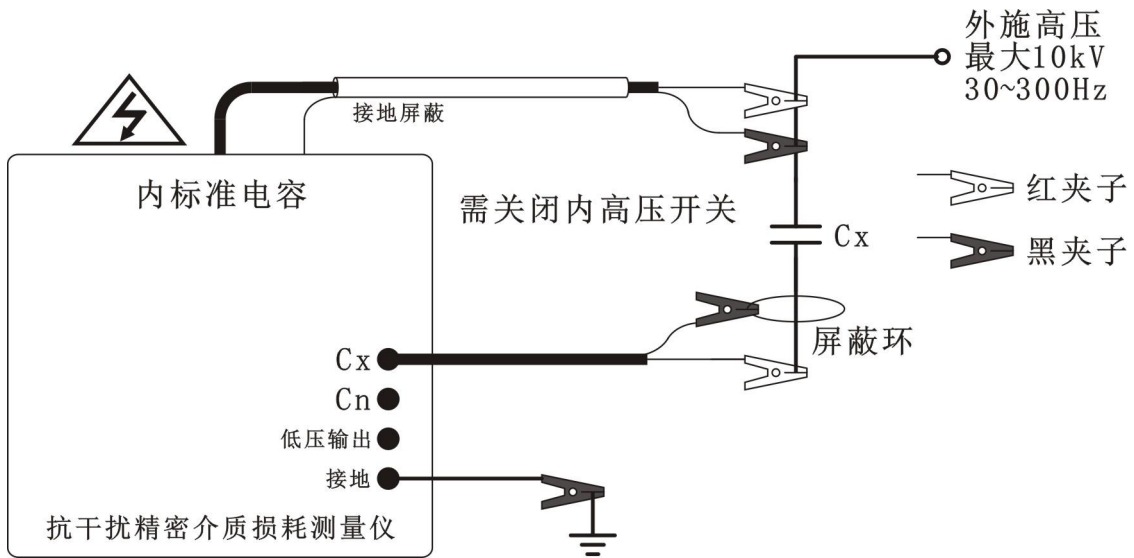 外施高压
最大10kV
30~300Hz
接地屏蔽
内标准电容
需关闭内高压开关
红夹子
Cx
黑夹子
屏蔽环
Cx
Cn
低压输出
接地
抗干扰精密介质损耗测量仪